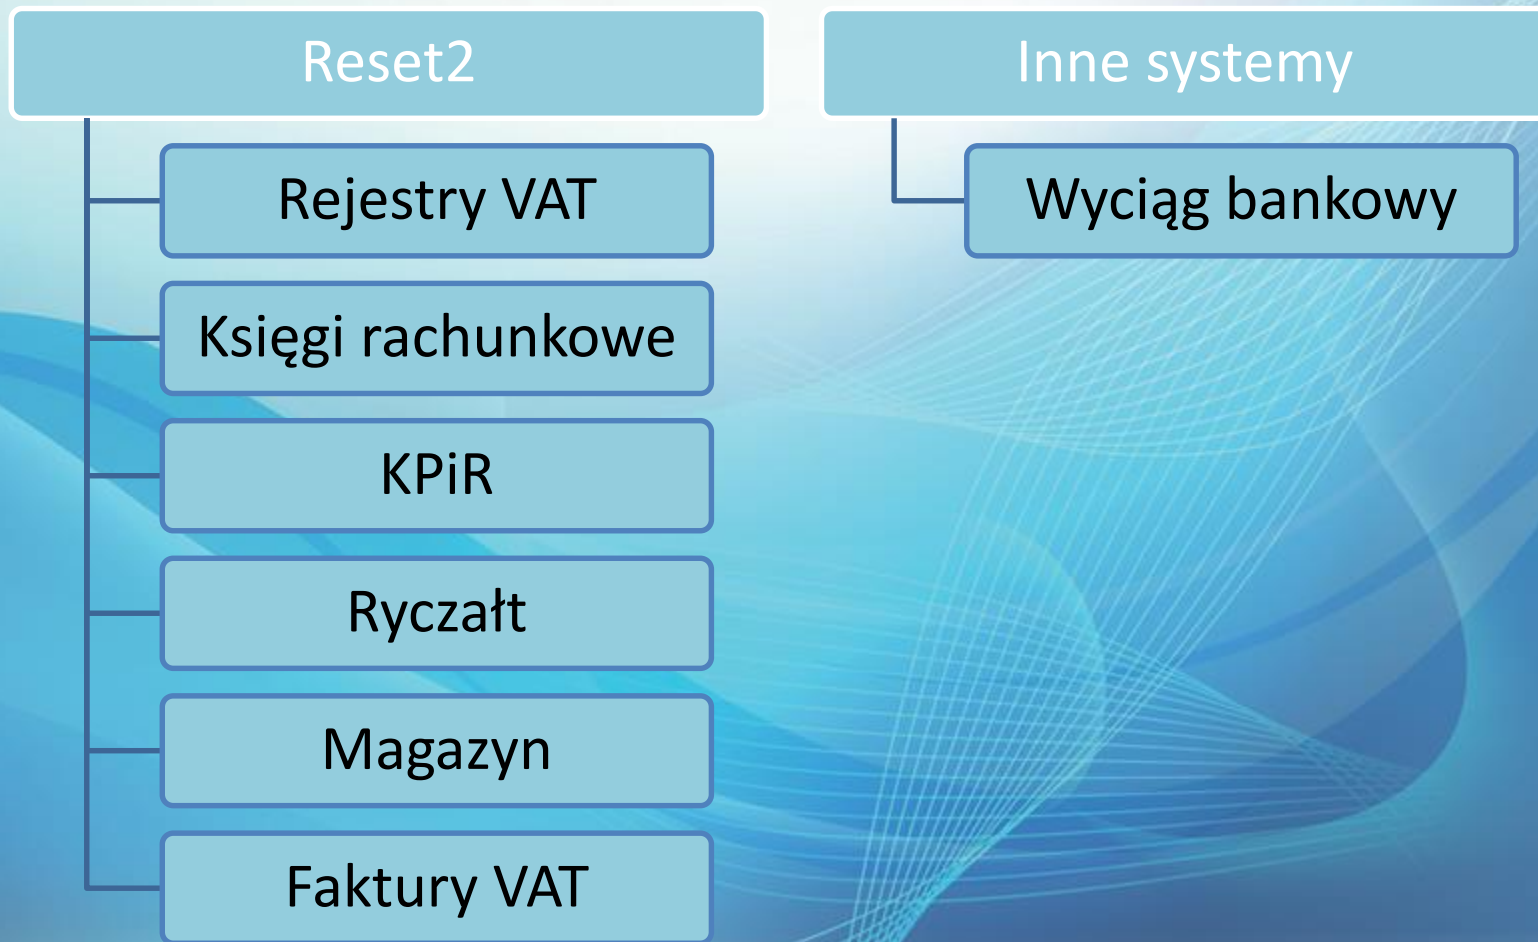 Reset2
Rejestry VAT
Księgi rachunkowe
KPiR
Ryczałt
Magazyn
Faktury VAT
Inne systemy
Wyciąg bankowy